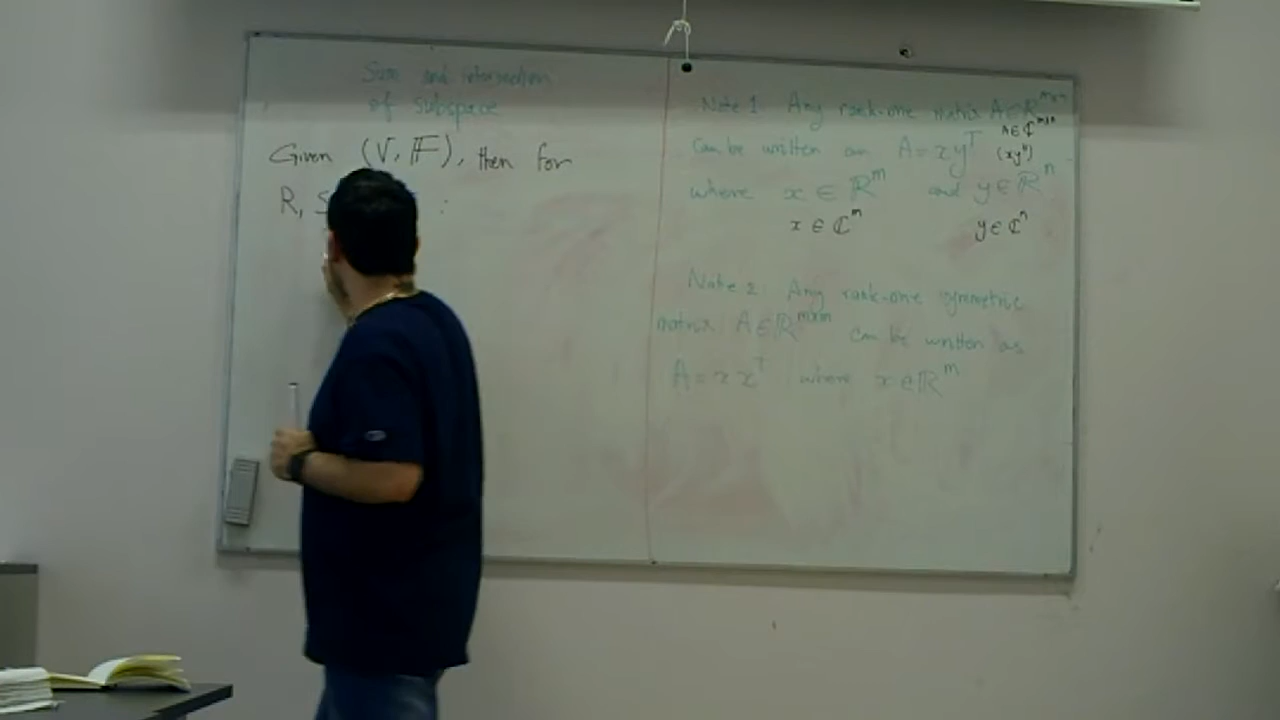 Sum and intersection
of subspace
Given (V, 𝔽), then for
R, S :
Note 1 Any rank-one matrix A∈ℝ^{m×n}
A∈ℂ^{m×n}
can be written as A = xy^T (xy^H)
where x ∈ ℝ^m and y ∈ ℝ^n
x ∈ ℂ^m y ∈ ℂ^n
Note 2: Any rank-one symmetric
matrix A∈ℝ^{m×m} can be written as
A = x x^T where x∈ℝ^m